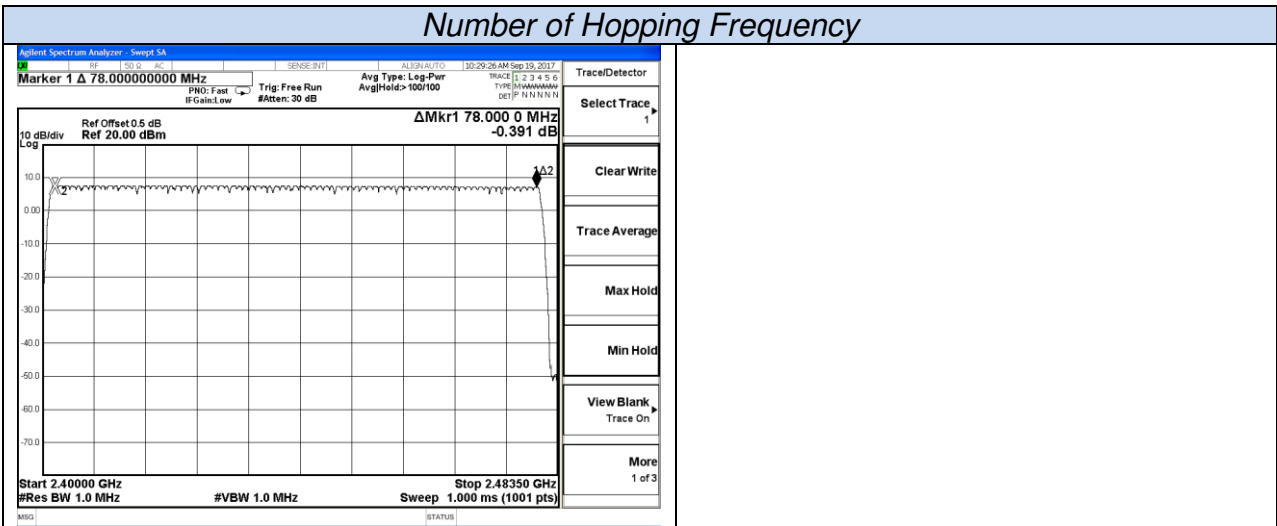 Number of Hopping Frequency
Agilent Spectrum Analyzer - Swept SA
RF 50 Ω AC SENSE:INT ALIGN AUTO 10:29:26 AM Sep 19, 2017
Marker 1 Δ 78.000000000 MHz
PNO: Fast
IFGain:Low
Trig: Free Run
#Atten: 30 dB
Avg Type: Log-Pwr
Avg|Hold:>100/100
TRACE 1 2 3 4 5 6
TYPE MWWWWW
DET P N N N N N
Trace/Detector
Select Trace
1
Clear Write
Trace Average
Max Hold
Min Hold
View Blank
Trace On
More
1 of 3
ΔMkr1 78.000 0 MHz
-0.391 dB
Ref Offset 0.5 dB
10 dB/div Ref 20.00 dBm
Log
1Δ2
2
10.0
0.00
-10.0
-20.0
-30.0
-40.0
-50.0
-60.0
-70.0
Start 2.40000 GHz Stop 2.48350 GHz
#Res BW 1.0 MHz #VBW 1.0 MHz Sweep 1.000 ms (1001 pts)
MSG STATUS